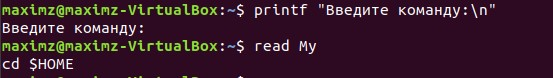 maximz@maximz-VirtualBox:~$ printf "Введите команду:\n"
Введите команду:
maximz@maximz-VirtualBox:~$ read My
cd $HOME